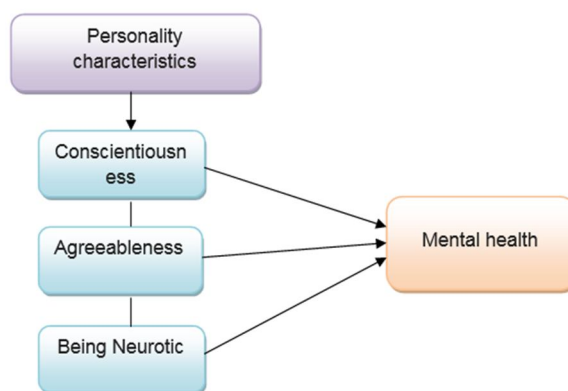 Personality
characteristics
Conscientiousn
ess
Agreeableness
Being Neurotic
Mental health